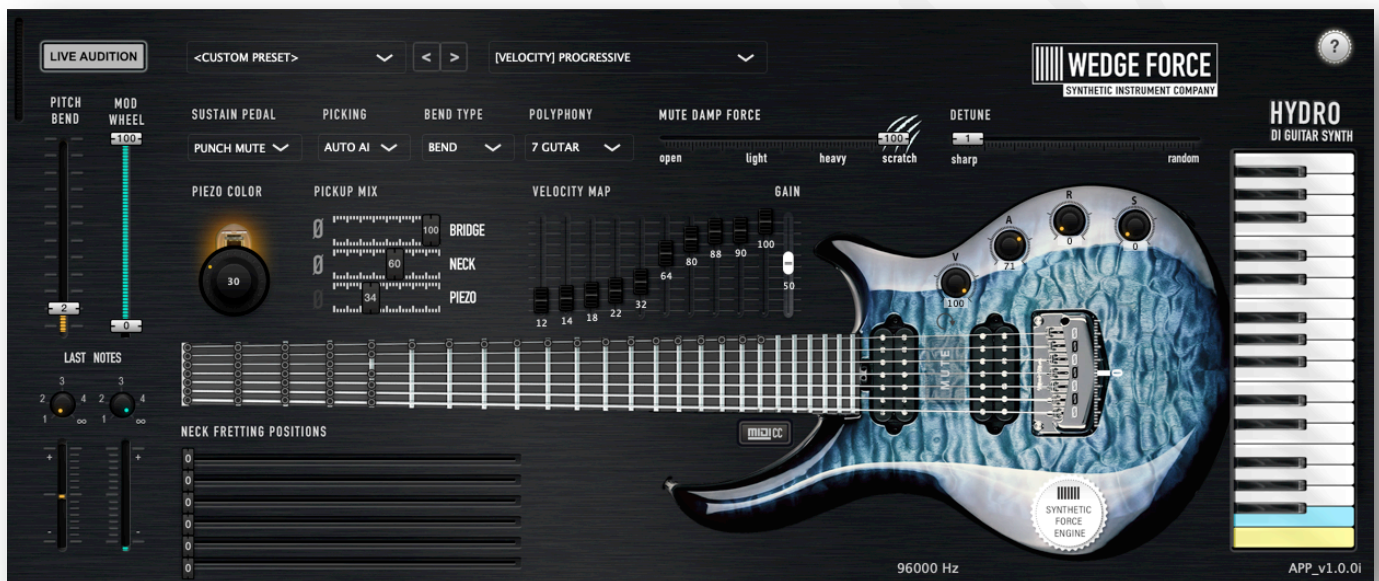 LIVE AUDITION
<CUSTOM PRESET>
< >
[VELOCITY] PROGRESSIVE
WEDGE FORCE
SYNTHETIC INSTRUMENT COMPANY
?
PITCH BEND
MOD WHEEL
100
2
0
SUSTAIN PEDAL
PUNCH MUTE
PICKING
AUTO AI
BEND TYPE
BEND
POLYPHONY
7 GUTAR
MUTE DAMP FORCE
100
open light heavy scratch
DETUNE
1
sharp random
HYDRO
DI GUITAR SYNTH
PIEZO COLOR
30
PICKUP MIX
Ø 100 BRIDGE
Ø 60 NECK
Ø 34 PIEZO
VELOCITY MAP
12 14 18 22 32 64 80 88 90 100
GAIN
50
V
100
A
71
R
0
S
0
MUTE
0
LAST NOTES
1 2 3 4 ∞
1 2 3 4 ∞
+ -
+ -
NECK FRETTING POSITIONS
0
0
0
0
0
0
MIDI CC
SYNTHETIC
FORCE
ENGINE
96000 Hz
APP_v1.0.0i